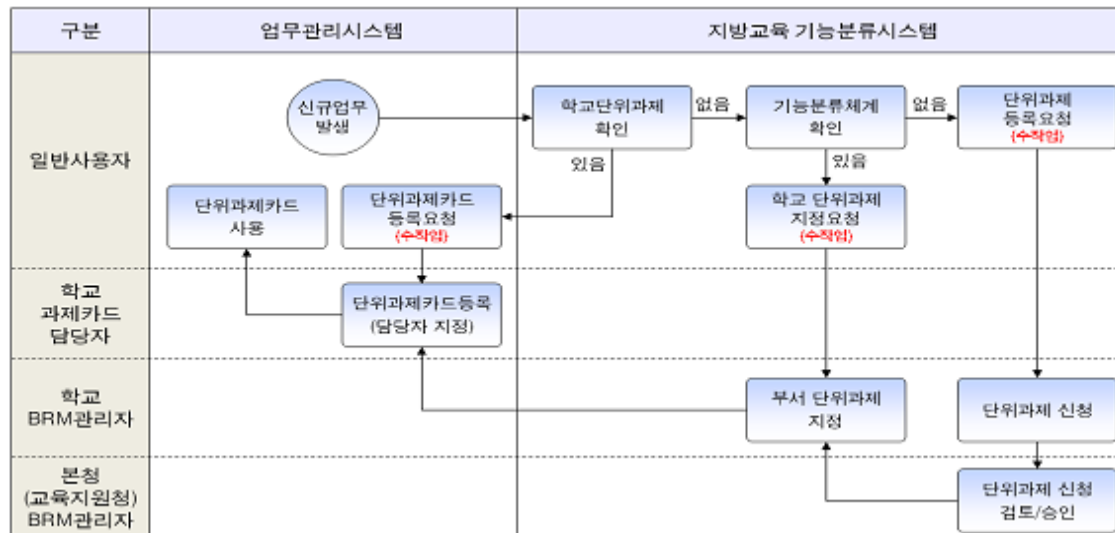 구분
업무관리시스템
지방교육 기능분류시스템
일반사용자
신규업무
발생
학교단위과제
확인
없음
기능분류체계
확인
없음
단위과제
등록요청
(수작업)
있음
있음
단위과제카드
사용
단위과제카드
등록요청
(수작업)
학교 단위과제
지정요청
(수작업)
학교
과제카드
담당자
단위과제카드등록
(담당자 지정)
학교
BRM관리자
부서 단위과제
지정
단위과제 신청
본청
(교육지원청)
BRM관리자
단위과제 신청
검토/승인